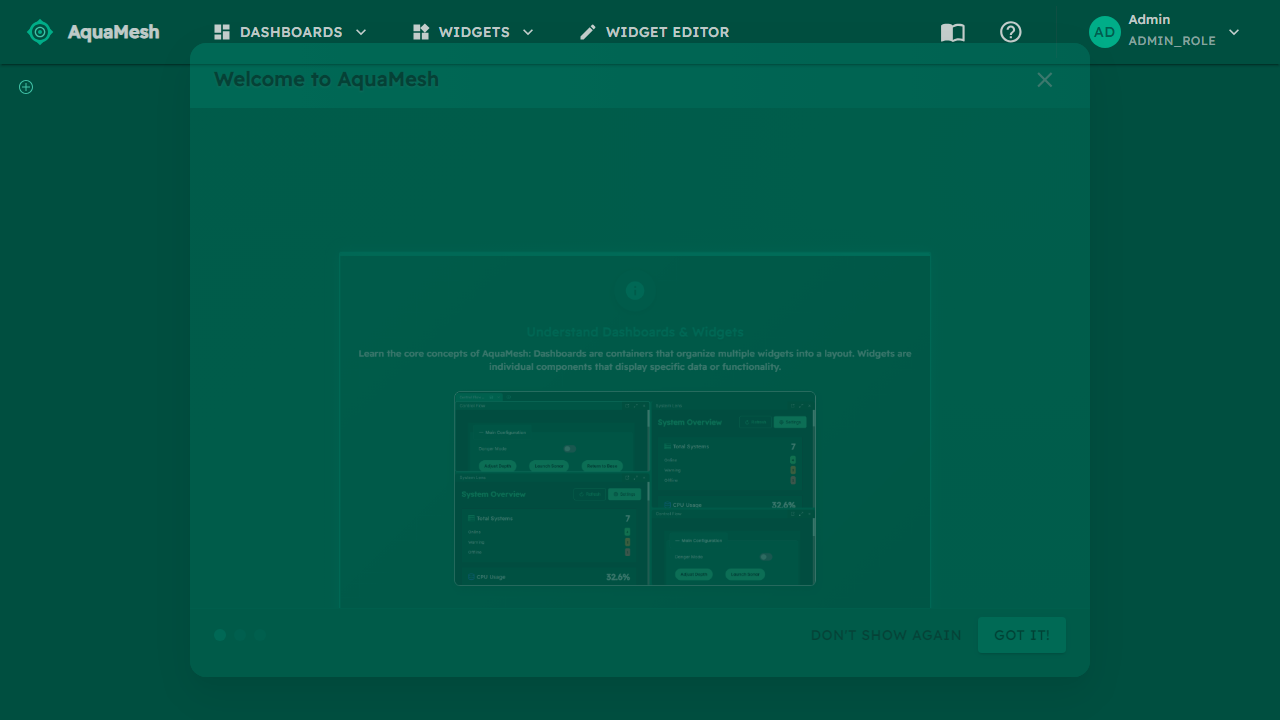 AquaMesh
DASHBOARDS
WIDGETS
WIDGET EDITOR
AD
Admin
ADMIN_ROLE
Welcome to AquaMesh
Understand Dashboards & Widgets
Learn the core concepts of AquaMesh: Dashboards are containers that organize multiple widgets into a layout. Widgets are
individual components that display specific data or functionality.
System Overview
Total Systems
7
CPU Usage
32.6%
Main Configuration
System Overview
Total Systems
7
CPU Usage
32.6%
Main Configuration
DON'T SHOW AGAIN
GOT IT!